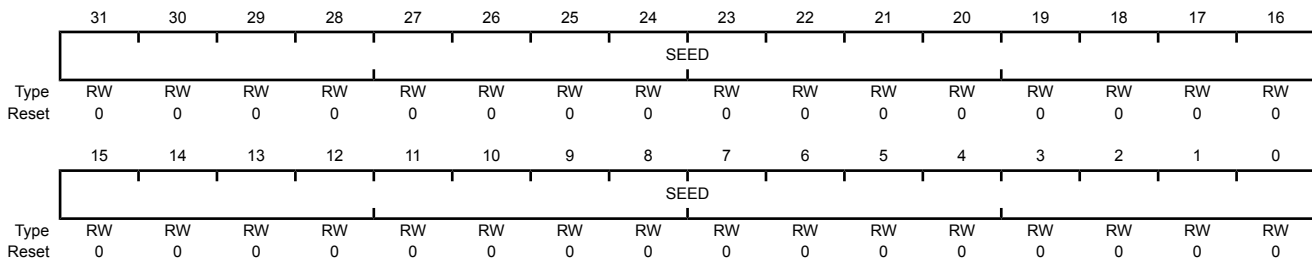 31 30 29 28 27 26 25 24 23 22 21 20 19 18 17 16
SEED
Type RW RW RW RW RW RW RW RW RW RW RW RW RW RW RW RW
Reset 0 0 0 0 0 0 0 0 0 0 0 0 0 0 0 0
15 14 13 12 11 10 9 8 7 6 5 4 3 2 1 0
SEED
Type RW RW RW RW RW RW RW RW RW RW RW RW RW RW RW RW
Reset 0 0 0 0 0 0 0 0 0 0 0 0 0 0 0 0